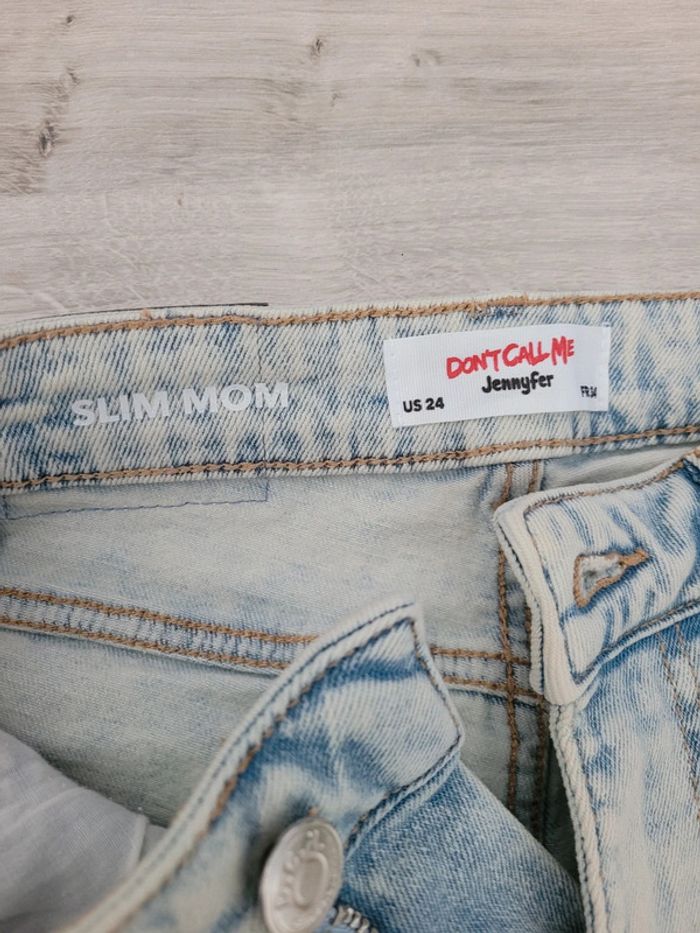 SLIM MOM
DON'T CALL ME
Jennyfer
US 24
FR 34